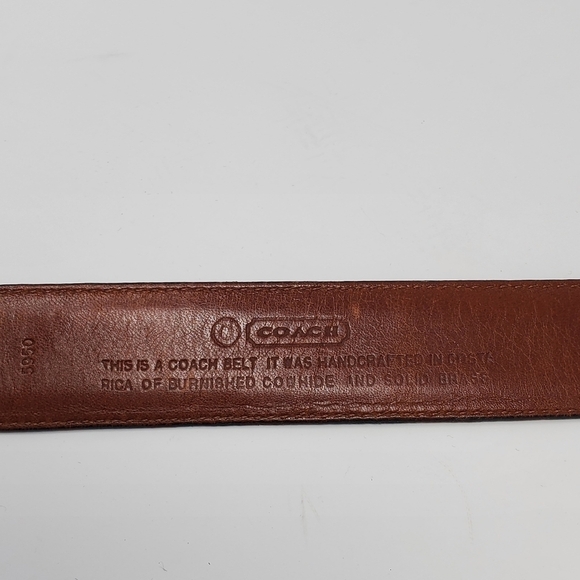 COACH
THIS IS A COACH BELT IT WAS HANDCRAFTED IN COSTA
RICA OF BURNISHED COWHIDE AND SOLID BRASS
5950